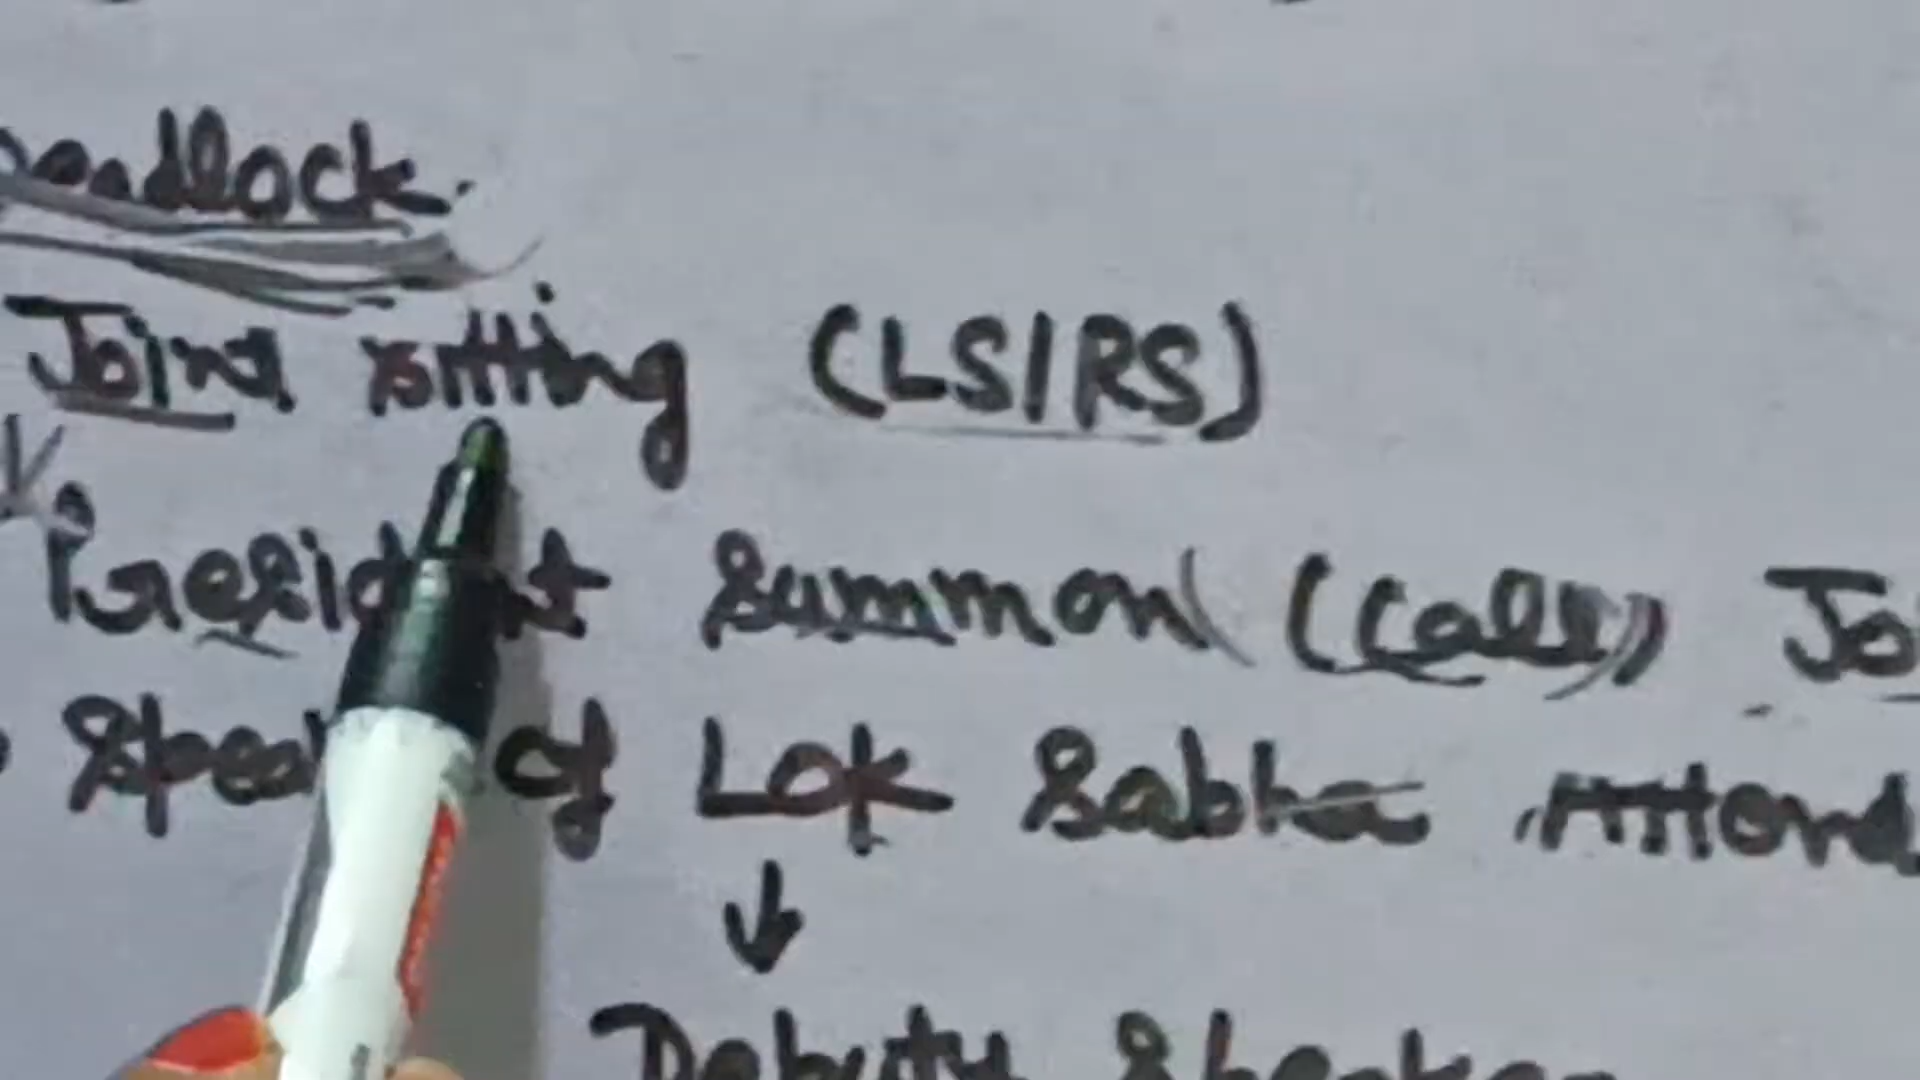 Deadlock.
Joint sitting (LS/RS)
President Summon (Call) Jo
Speaker of Lok Sabha Attend
↓
Deputy Speaker